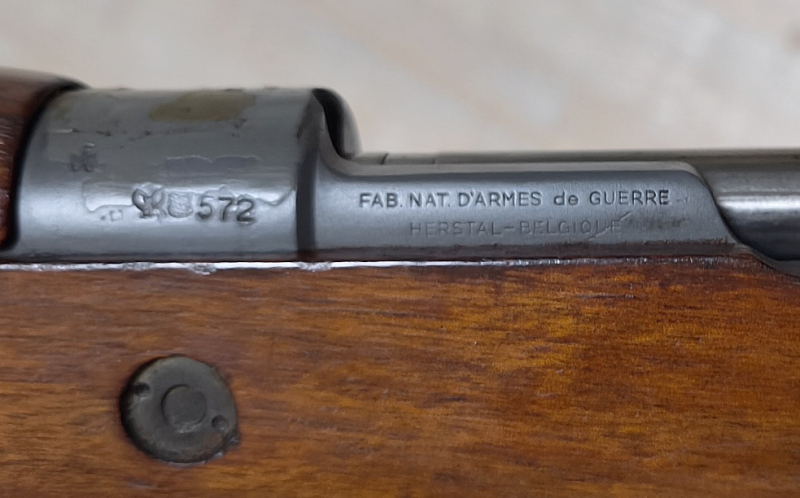 572
FAB. NAT. D'ARMES de GUERRE
HERSTAL-BELGIQUE